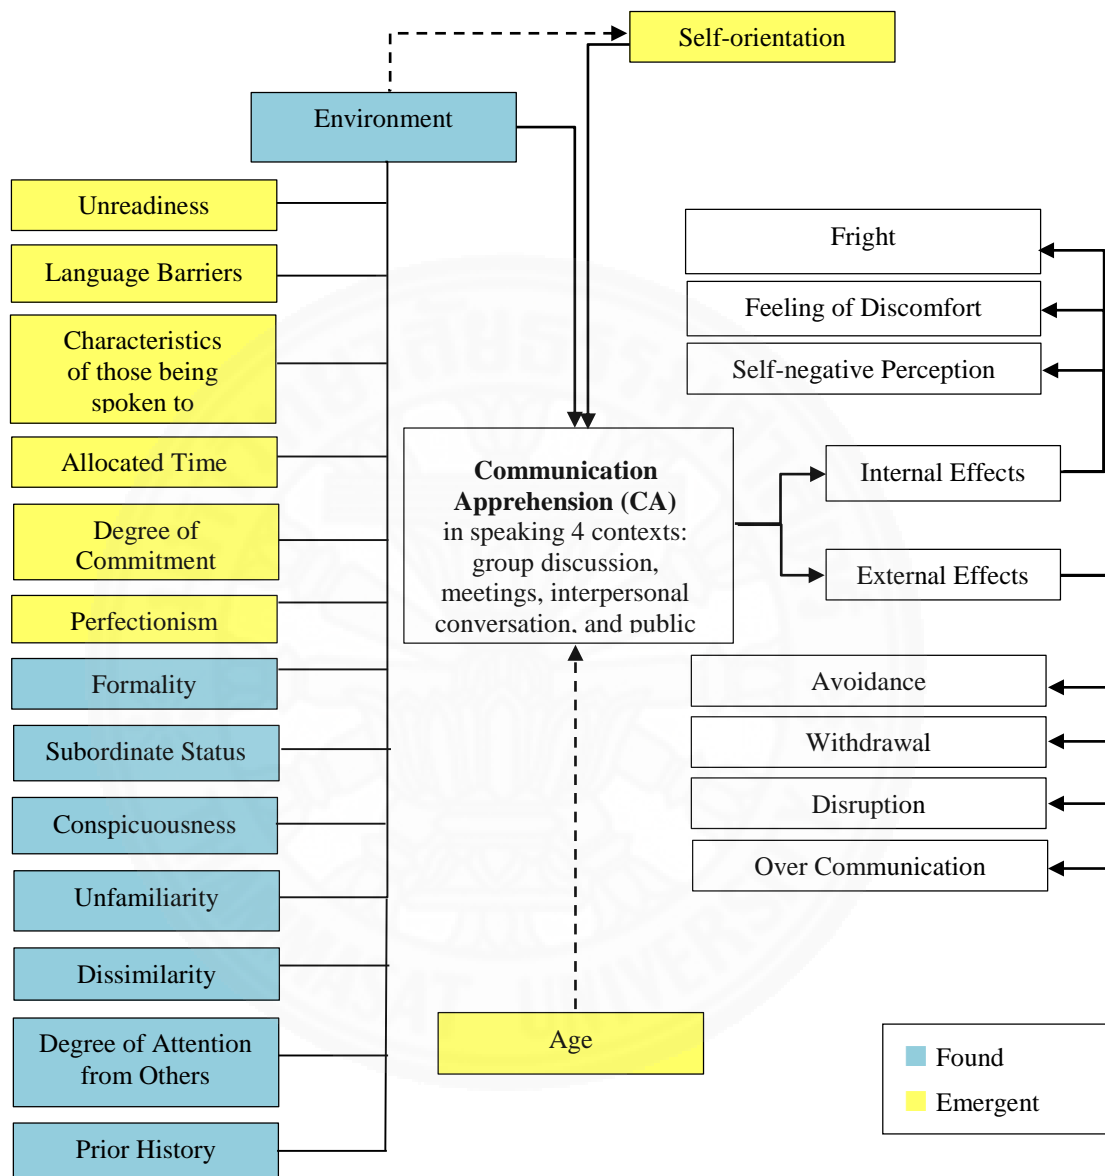 Self-orientation
Environment
Unreadiness
Language Barriers
Characteristics
of those being
spoken to
Allocated Time
Degree of
Commitment
Perfectionism
Formality
Subordinate Status
Conspicuousness
Unfamiliarity
Dissimilarity
Degree of Attention
from Others
Prior History
Communication
Apprehension (CA)
in speaking 4 contexts:
group discussion,
meetings, interpersonal
conversation, and public
Age
Fright
Feeling of Discomfort
Self-negative Perception
Internal Effects
External Effects
Avoidance
Withdrawal
Disruption
Over Communication
Found
Emergent